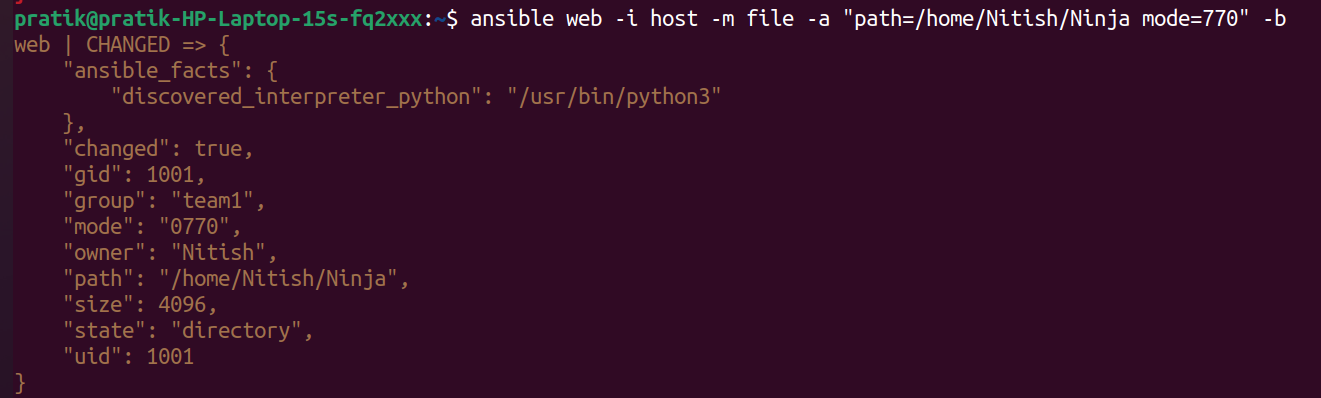 pratik@pratik-HP-Laptop-15s-fq2xxx:~$ ansible web -i host -m file -a "path=/home/Nitish/Ninja mode=770" -b
web | CHANGED => {
    "ansible_facts": {
        "discovered_interpreter_python": "/usr/bin/python3"
    },
    "changed": true,
    "gid": 1001,
    "group": "team1",
    "mode": "0770",
    "owner": "Nitish",
    "path": "/home/Nitish/Ninja",
    "size": 4096,
    "state": "directory",
    "uid": 1001
}